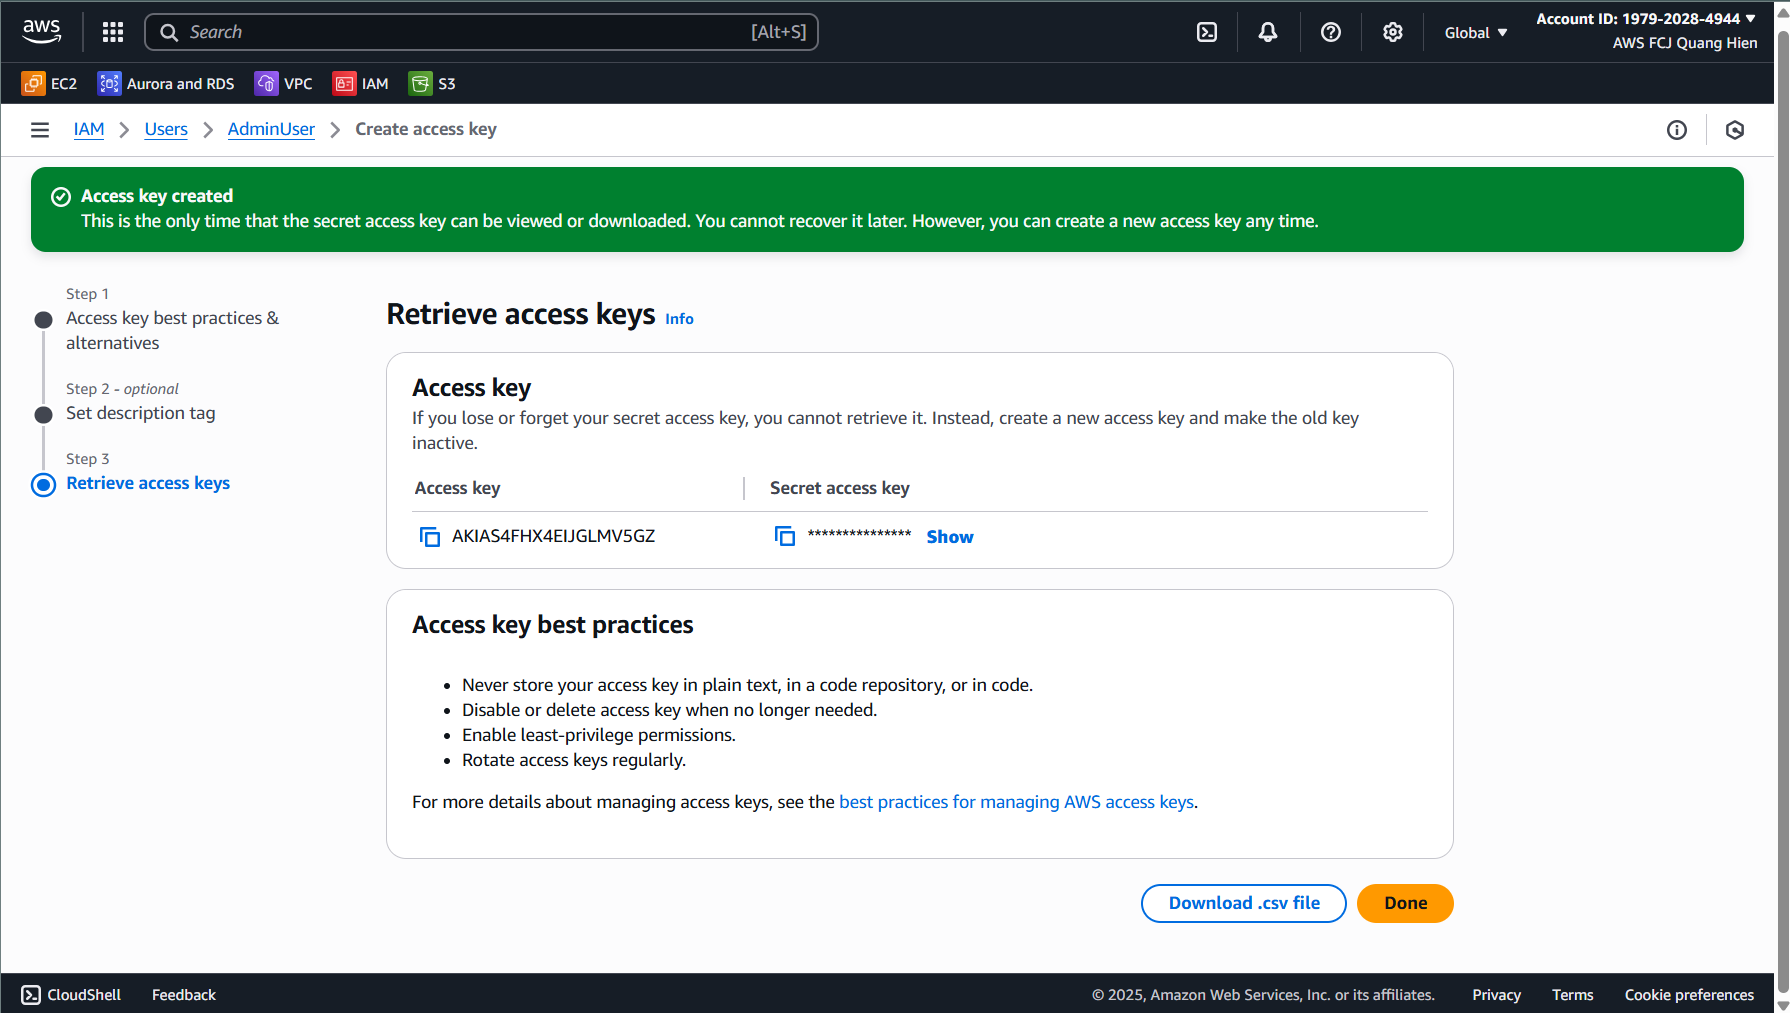 aws
Search
[Alt+S]
Global ▼
Account ID: 1979-2028-4944 ▼
AWS FCJ Quang Hien
EC2
Aurora and RDS
VPC
IAM
S3
IAM > Users > AdminUser > Create access key
Access key created
This is the only time that the secret access key can be viewed or downloaded. You cannot recover it later. However, you can create a new access key any time.
Step 1
Access key best practices &
alternatives
Step 2 - optional
Set description tag
Step 3
Retrieve access keys
Retrieve access keys Info
Access key
If you lose or forget your secret access key, you cannot retrieve it. Instead, create a new access key and make the old key
inactive.
Access key
Secret access key
AKIAS4FHX4EIJGLMV5GZ
*************** Show
Access key best practices
• Never store your access key in plain text, in a code repository, or in code.
• Disable or delete access key when no longer needed.
• Enable least-privilege permissions.
• Rotate access keys regularly.
For more details about managing access keys, see the best practices for managing AWS access keys.
Download .csv file
Done
CloudShell
Feedback
© 2025, Amazon Web Services, Inc. or its affiliates.
Privacy
Terms
Cookie preferences